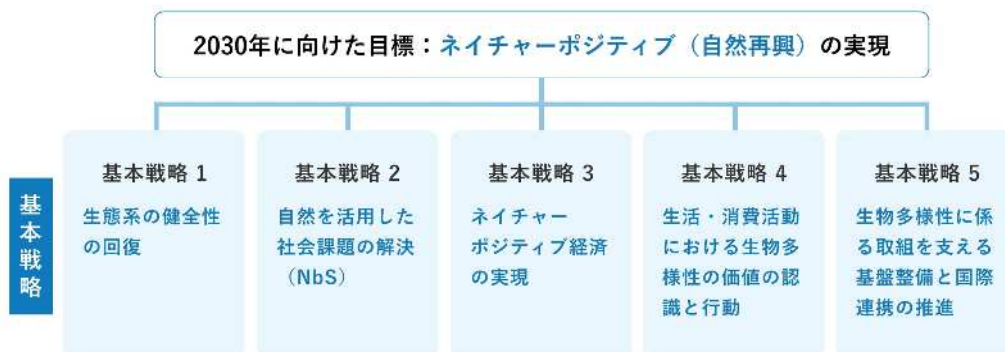 2030年に向けた目標：ネイチャーポジティブ（自然再興）の実現
基本戦略
基本戦略 1
生態系の健全性
の回復
基本戦略 2
自然を活用した
社会課題の解決
（NbS）
基本戦略 3
ネイチャー
ポジティブ経済
の実現
基本戦略 4
生活・消費活動
における生物多
様性の価値の認
識と行動
基本戦略 5
生物多様性に係
る取組を支える
基盤整備と国際
連携の推進